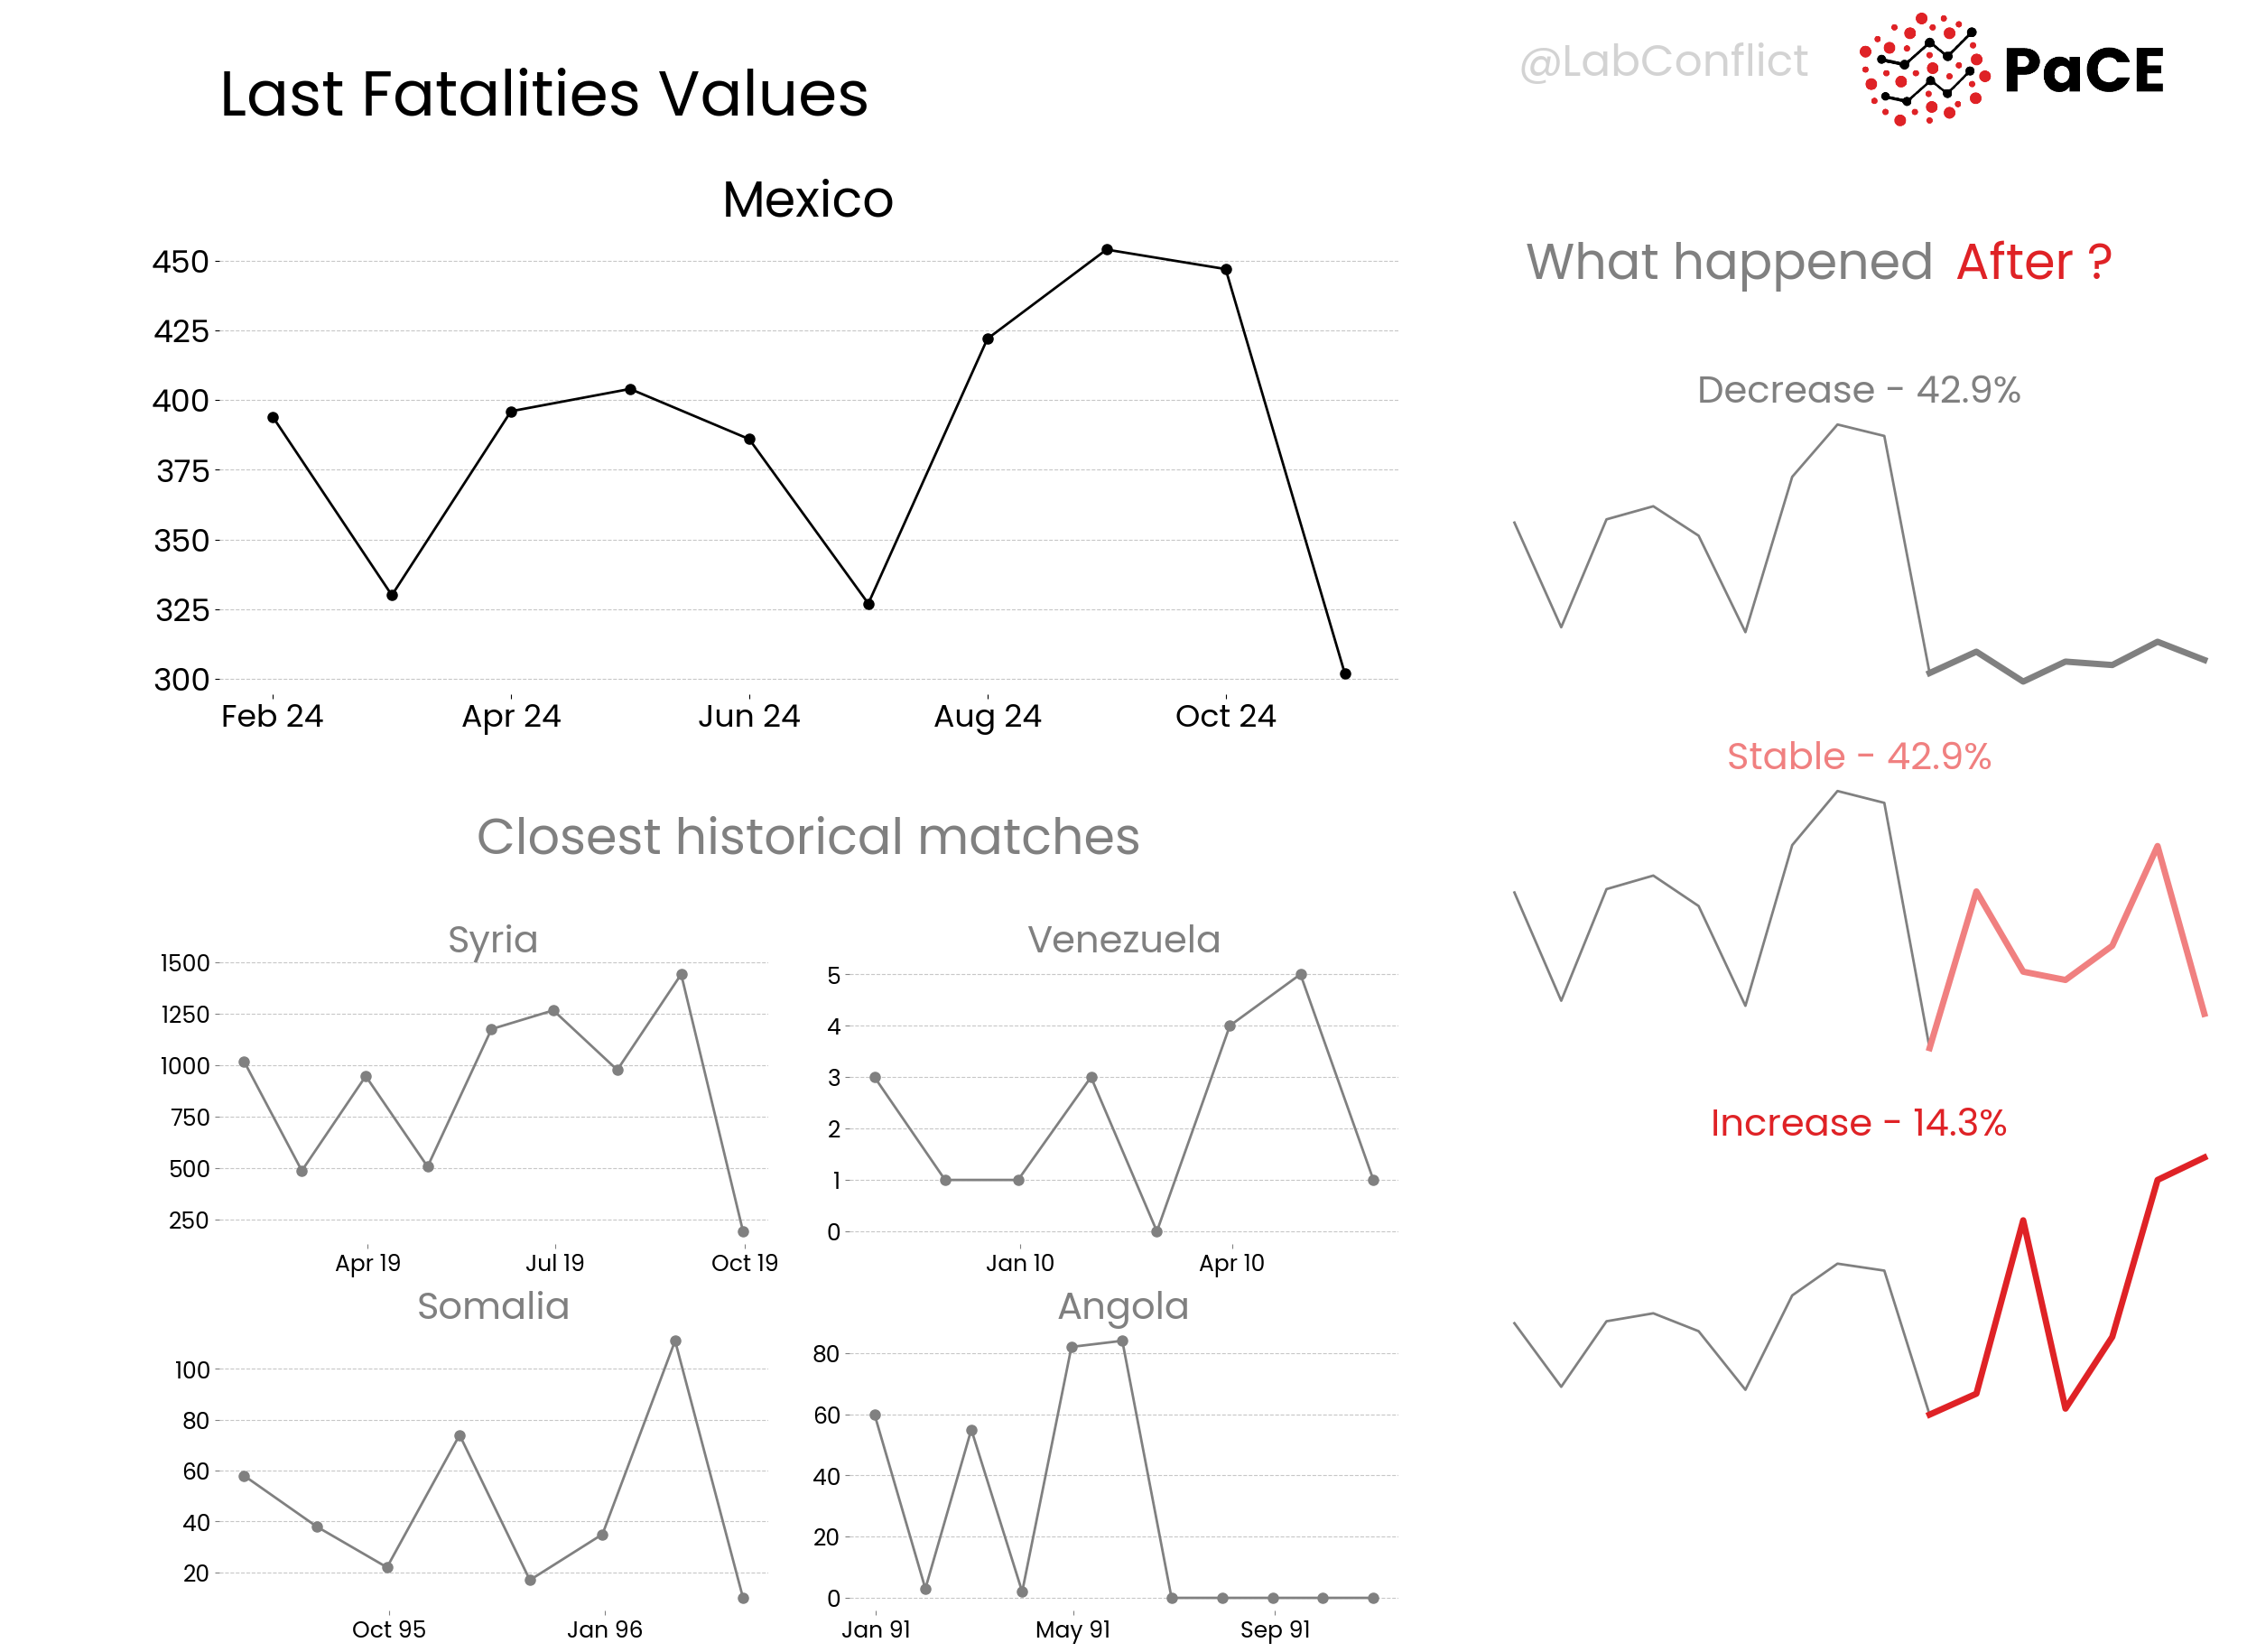 @LabConflict
PaCE
Last Fatalities Values
Mexico
450
425
400
375
350
325
300
Feb 24 Apr 24 Jun 24 Aug 24 Oct 24
Closest historical matches
Syria
1500
1250
1000
750
500
250
Apr 19 Jul 19 Oct 19
Venezuela
5
4
3
2
1
0
Jan 10 Apr 10
Somalia
100
80
60
40
20
Oct 95 Jan 96
Angola
80
60
40
20
0
Jan 91 May 91 Sep 91
What happened After ?
Decrease - 42.9%
Stable - 42.9%
Increase - 14.3%